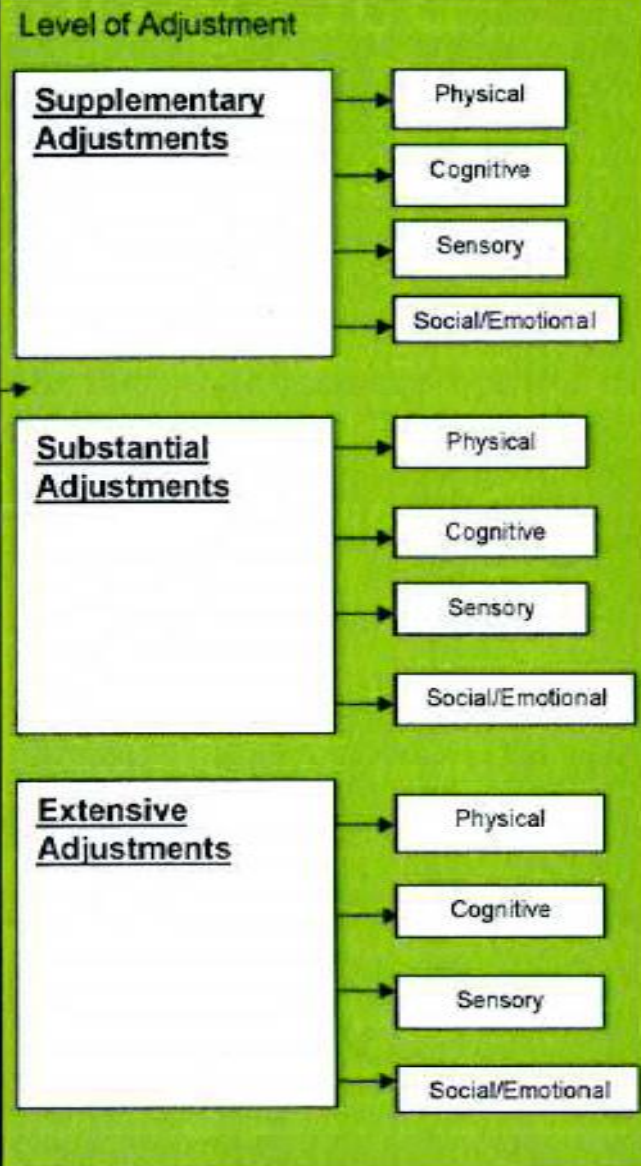 Level of Adjustment
Supplementary
Adjustments
Physical
Cognitive
Sensory
Social/Emotional
Substantial
Adjustments
Physical
Cognitive
Sensory
Social/Emotional
Extensive
Adjustments
Physical
Cognitive
Sensory
Social/Emotional